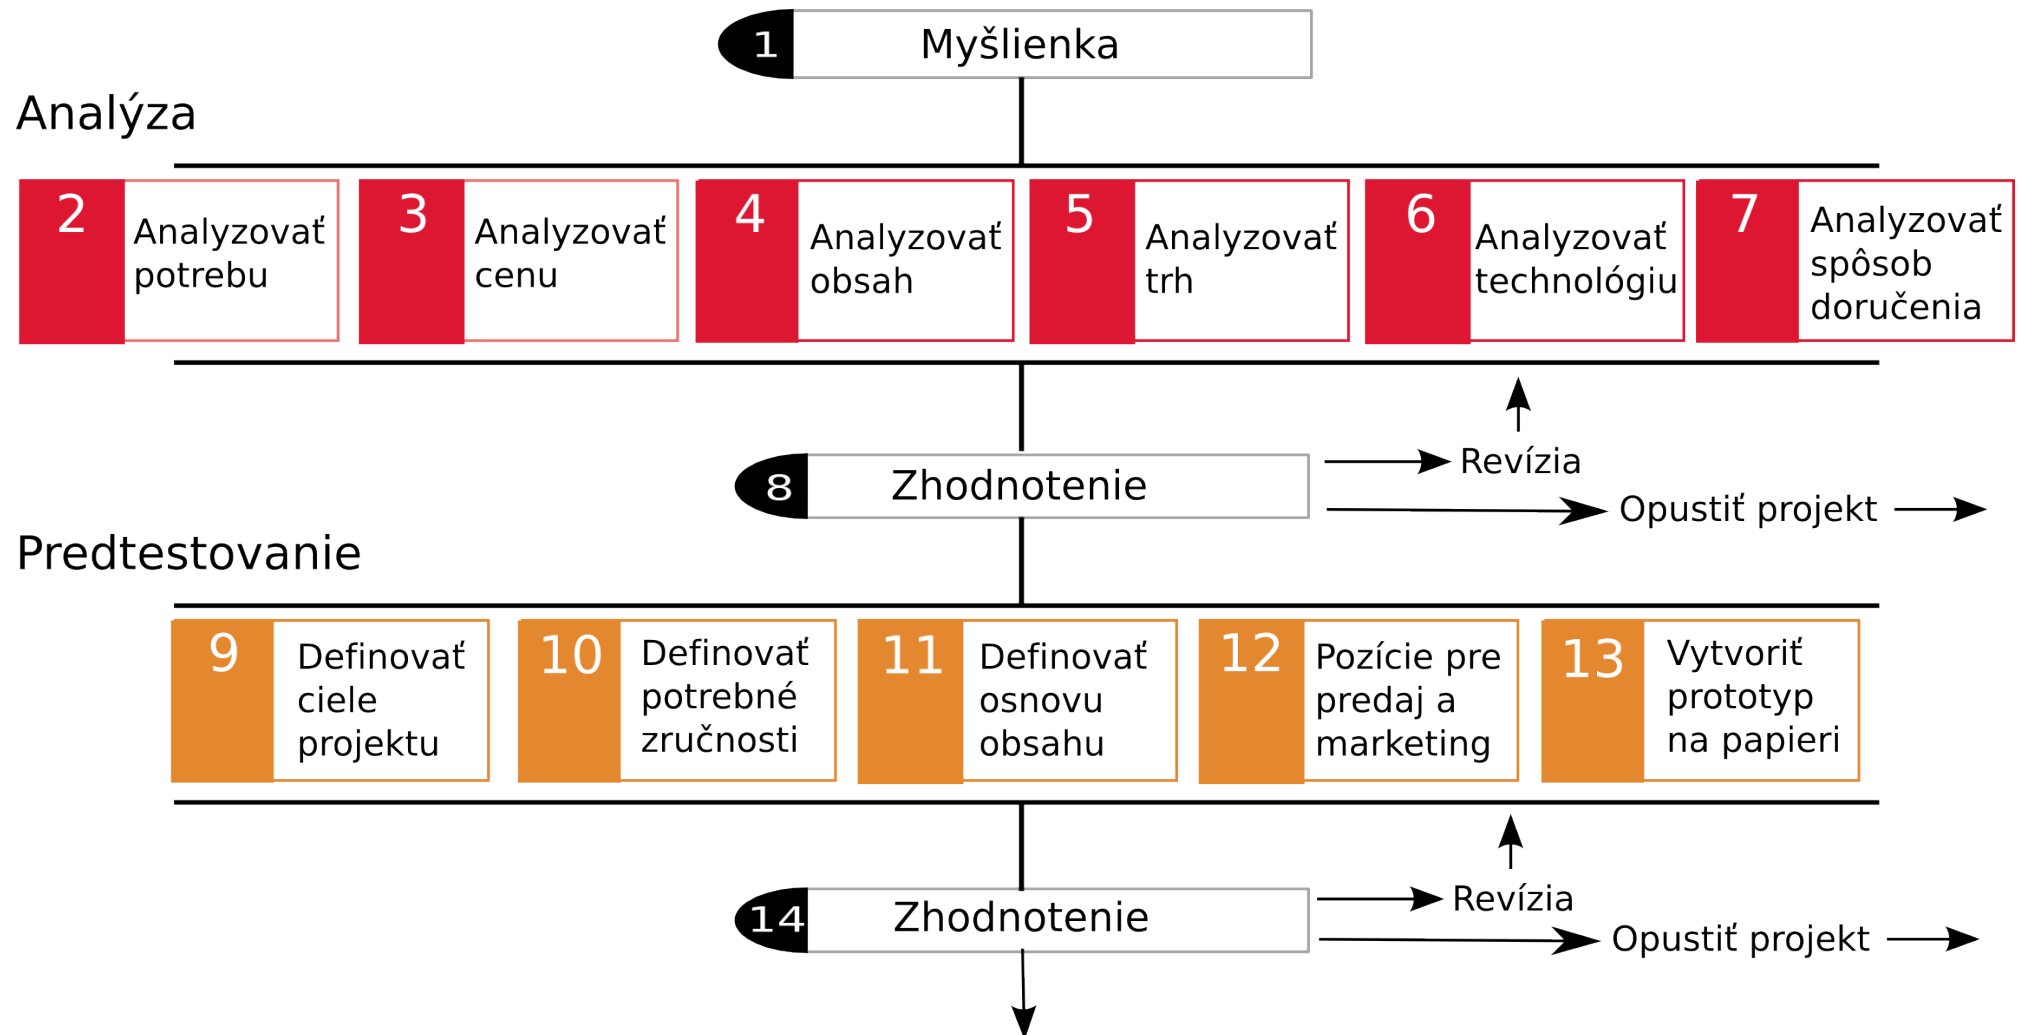 1
Myšlienka
Analýza
2
Analyzovať
potrebu
3
Analyzovať
cenu
4
Analyzovať
obsah
5
Analyzovať
trh
6
Analyzovať
technológiu
7
Analyzovať
spôsob
doručenia
8
Zhodnotenie
Revízia
Opustiť projekt
Predtestovanie
9
Definovať
ciele
projektu
10
Definovať
potrebné
zručnosti
11
Definovať
osnovu
obsahu
12
Pozície pre
predaj a
marketing
13
Vytvoriť
prototyp
na papieri
14
Zhodnotenie
Revízia
Opustiť projekt